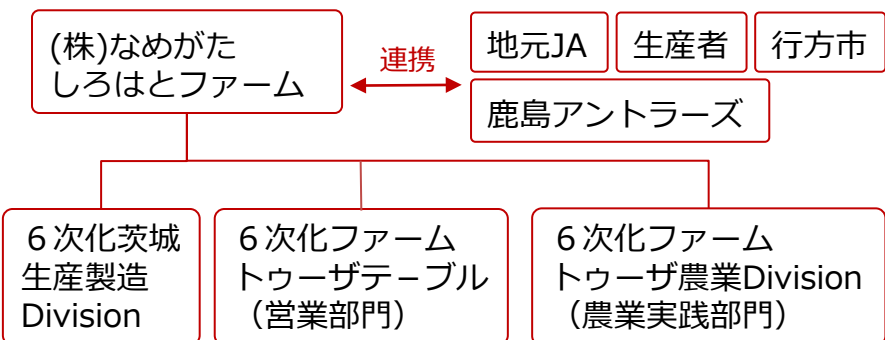 (株)なめがた
しろはとファーム
連携
地元JA
生産者
行方市
鹿島アントラーズ
６次化茨城
生産製造
Division
６次化ファーム
トゥーザテ－ブル
（営業部門）
６次化ファーム
トゥーザ農業Division
（農業実践部門）